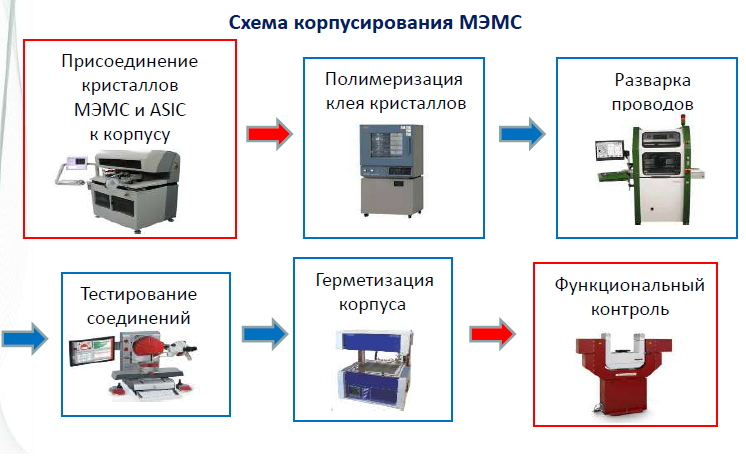 Схема корпусирования МЭМС
Присоединение
кристаллов
МЭМС и ASIC
к корпусу
Полимеризация
клея кристаллов
Разварка
проводов
Тестирование
соединений
Герметизация
корпуса
Функциональный
контроль